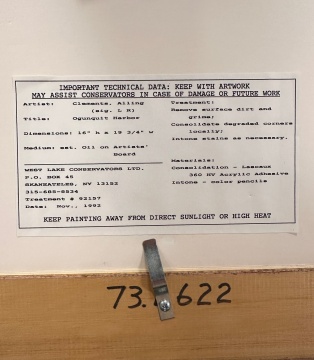 IMPORTANT TECHNICAL DATA: KEEP WITH ARTWORK
MAY ASSIST CONSERVATORS IN CASE OF DAMAGE OR FUTURE WORK
Artist: Clements, Alling
(sig. L R)
Title: Ogunquit Harbor
Dimensions: 16" h x 19 3/4" w
Medium: est. Oil on Artists'
Board
WEST LAKE CONSERVATORS LTD.
P.O. BOX 45
SKANEATELES, NY 13152
315-685-8534
Treatment # 92157
Date: Nov., 1992
Treatment:
Remove surface dirt and
grime;
Consolidate degraded corners
locally;
Intone stains as necessary.
Materials:
Consolidation - Lascaux
360 HV Acrylic Adhesive
Intone - color pencils
KEEP PAINTING AWAY FROM DIRECT SUNLIGHT OR HIGH HEAT
73. 622